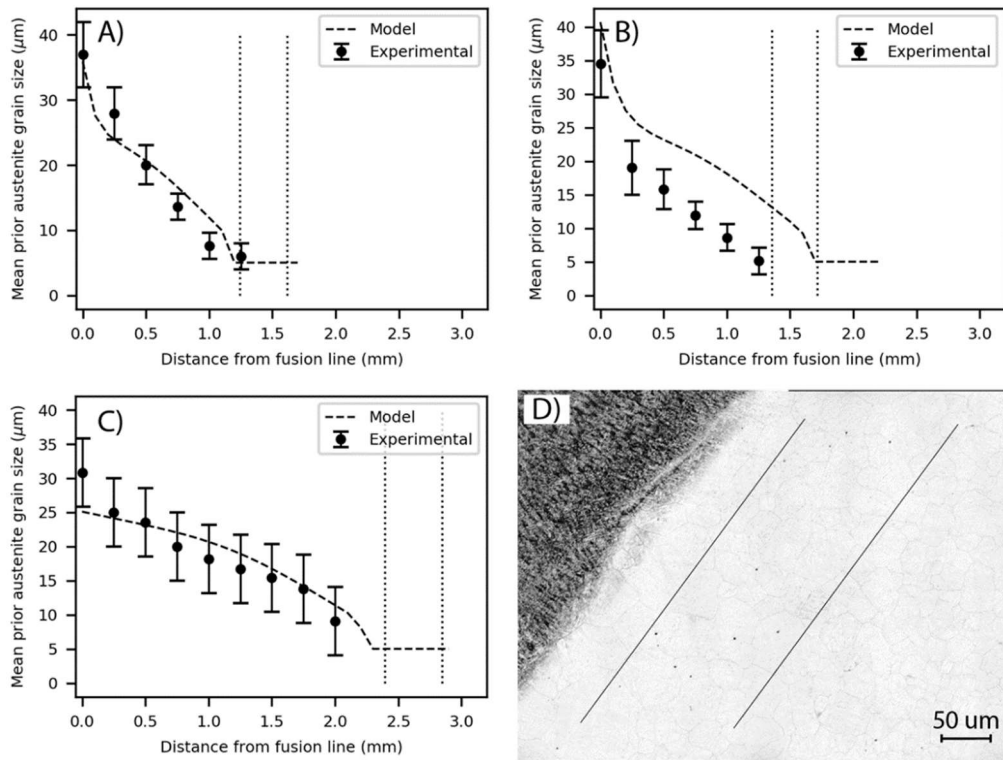 A)
Model
Experimental
Mean prior austenite grain size (μm)
40
30
20
10
0
0.0 0.5 1.0 1.5 2.0 2.5 3.0
Distance from fusion line (mm)
B)
Model
Experimental
Mean prior austenite grain size (μm)
40
35
30
25
20
15
10
5
0
0.0 0.5 1.0 1.5 2.0 2.5 3.0
Distance from fusion line (mm)
C)
Model
Experimental
Mean prior austenite grain size (μm)
40
35
30
25
20
15
10
5
0
0.0 0.5 1.0 1.5 2.0 2.5 3.0
Distance from fusion line (mm)
D)
50 um